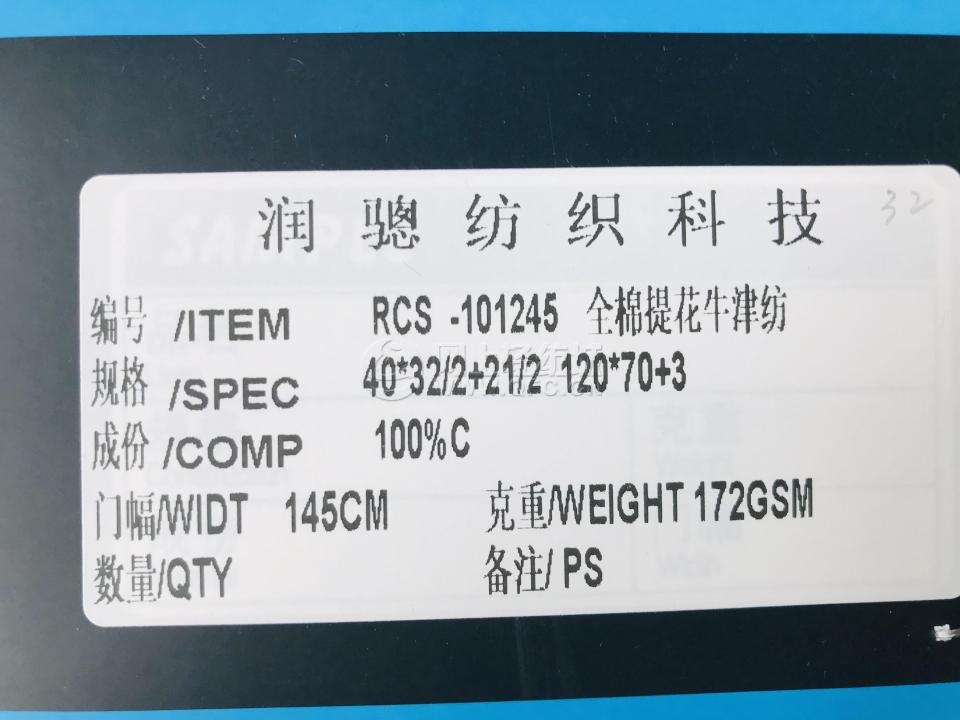 润骢纺织科技 32
编号/ITEM RCS -101245 全棉提花牛津纺
规格/SPEC 40*32/2+21/2 120*70+3
成份/COMP 100%C
门幅/WIDT 145CM 克重/WEIGHT 172GSM
数量/QTY 备注/PS